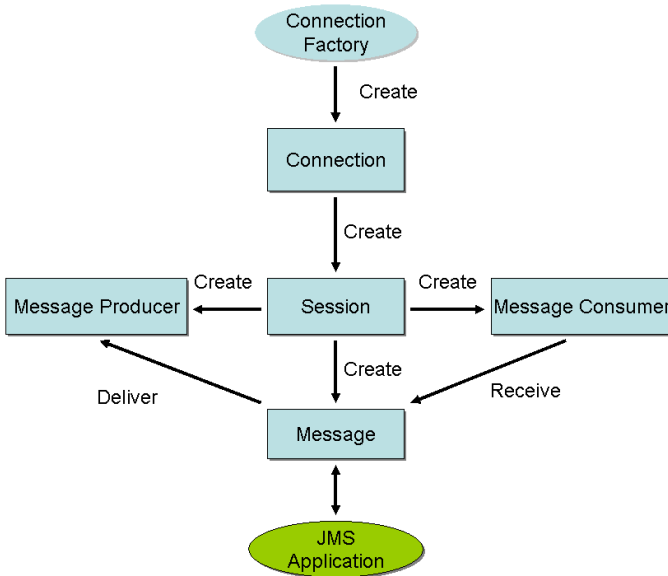 Connection
Factory
Create
Connection
Create
Message Producer
Create
Session
Create
Message Consumer
Create
Deliver
Receive
Message
JMS
Application